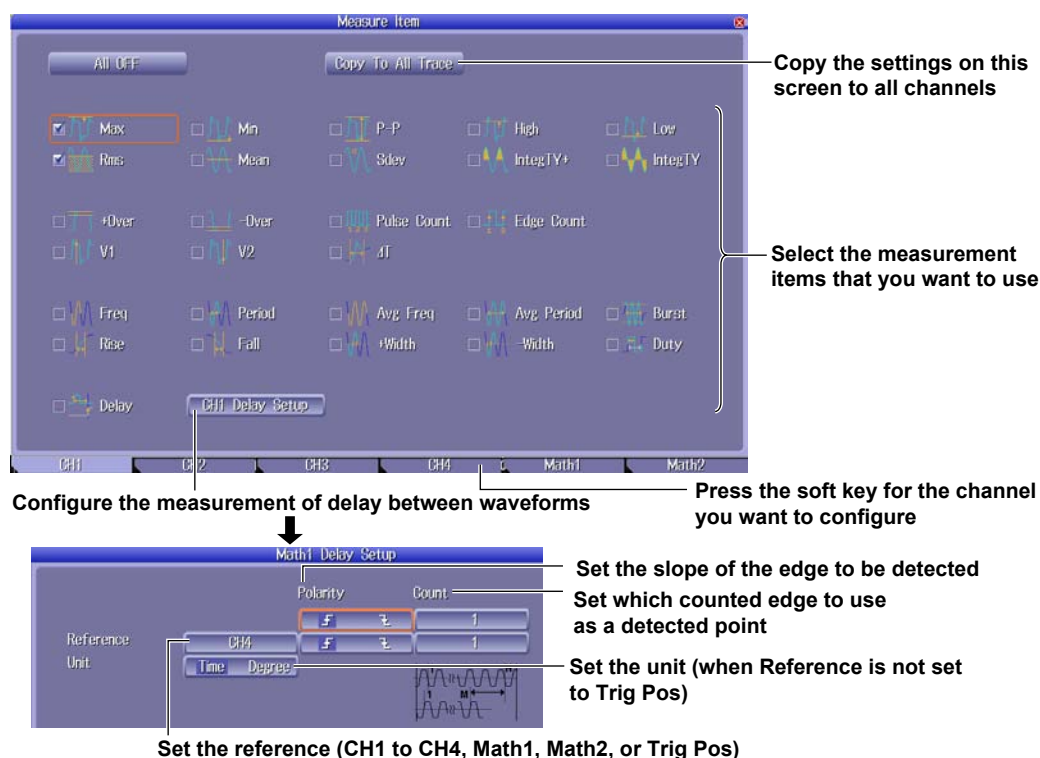 Measure Item
All OFF
Copy To All Trace
Copy the settings on this
screen to all channels
Max Min P-P High Low
Rms Mean Sdev IntegTY+ IntegTY
+Over -Over Pulse Count Edge Count
V1 V2 ΔT
Select the measurement
items that you want to use
Freq Period Avg Freq Avg Period Burst
Rise Fall +Width -Width Duty
Delay CH1 Delay Setup
CH1 CH2 CH3 CH4 Math1 Math2
Configure the measurement of delay between waveforms
Press the soft key for the channel
you want to configure
Math1 Delay Setup
Set the slope of the edge to be detected
Polarity Count
Set which counted edge to use
as a detected point
1
Reference CH4 1
Unit Time Degree
Set the unit (when Reference is not set
to Trig Pos)
1 M
Set the reference (CH1 to CH4, Math1, Math2, or Trig Pos)